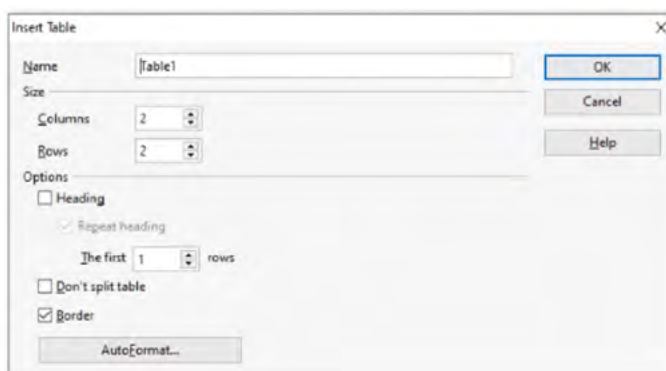 Insert Table
Name Table1 OK
Size Cancel
Columns 2
Rows 2 Help
Options
Heading
Repeat heading
The first 1 rows
Don't split table
Border
AutoFormat...